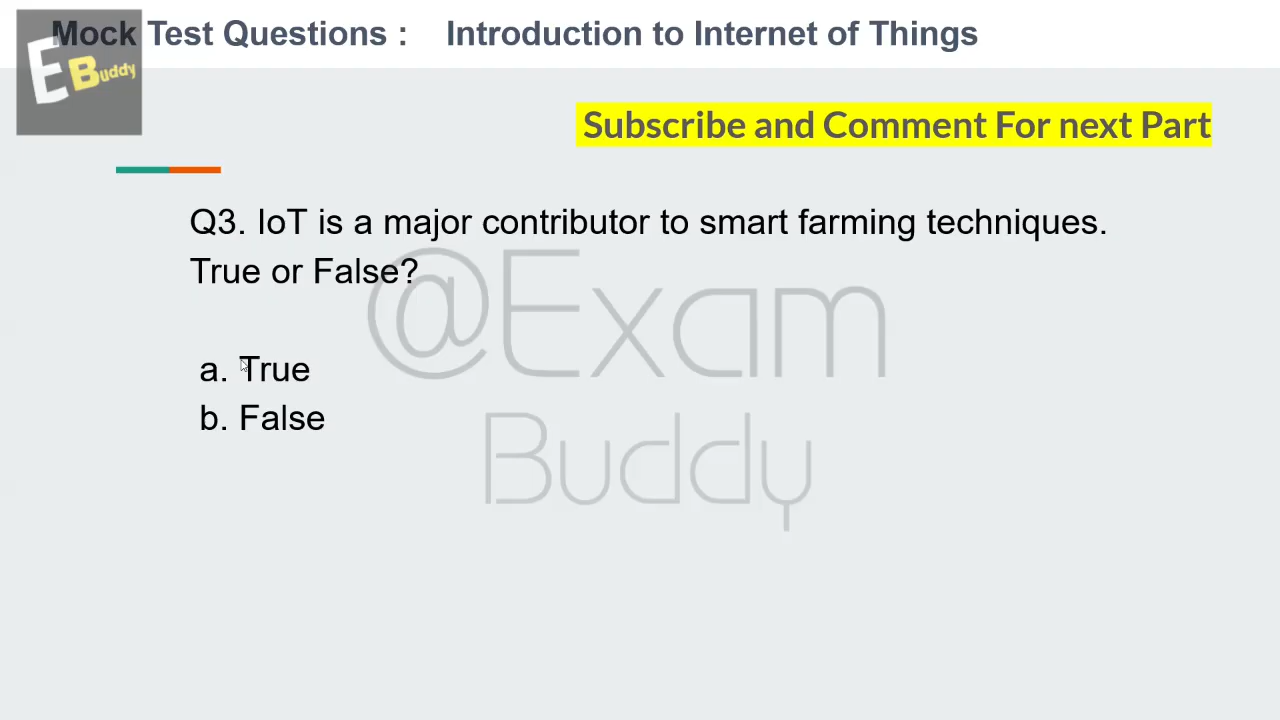 Mock Test Questions : Introduction to Internet of Things
E Buddy
Subscribe and Comment For next Part
Q3. IoT is a major contributor to smart farming techniques.
True or False?
@Exam
Buddy
a. True
b. False